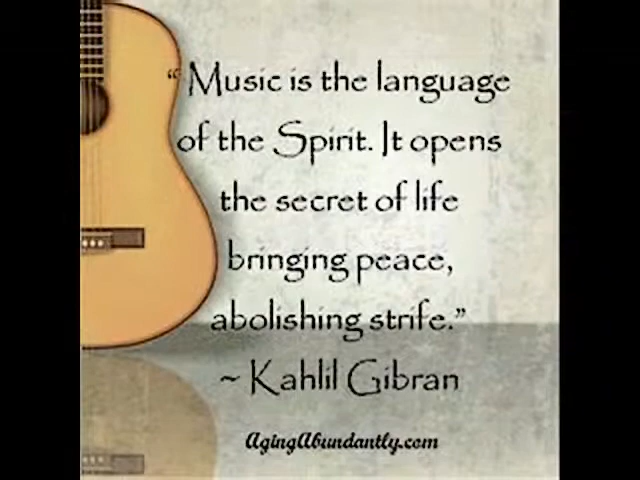 “ Music is the language
of the Spirit. It opens
the secret of life
bringing peace,
abolishing strife.”
~ Kahlil Gibran
AgingAbundantly.com